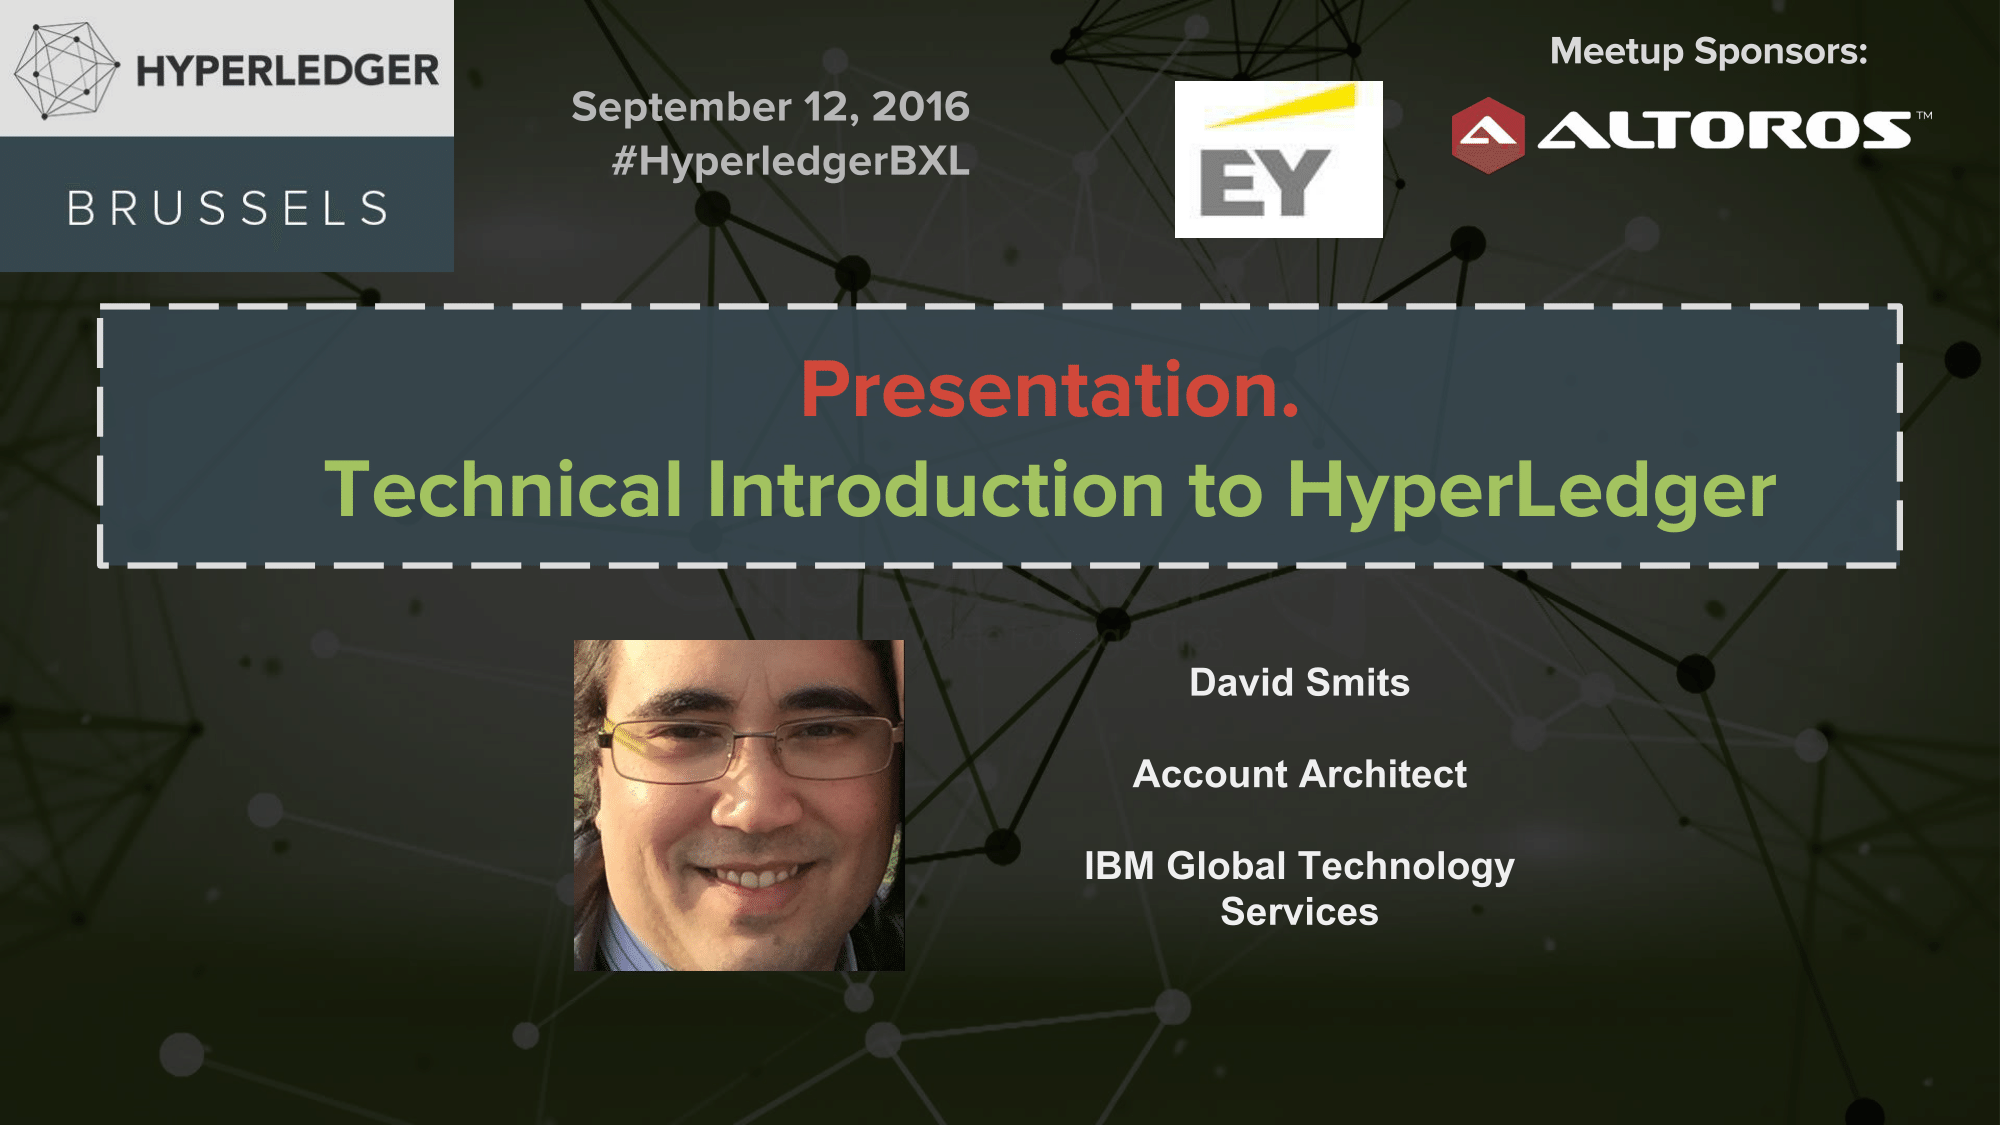 HYPERLEDGER
BRUSSELS
September 12, 2016
#HyperledgerBXL
EY
Meetup Sponsors:
ALTOROS™
Presentation.
Technical Introduction to HyperLedger
David Smits
Account Architect
IBM Global Technology
Services